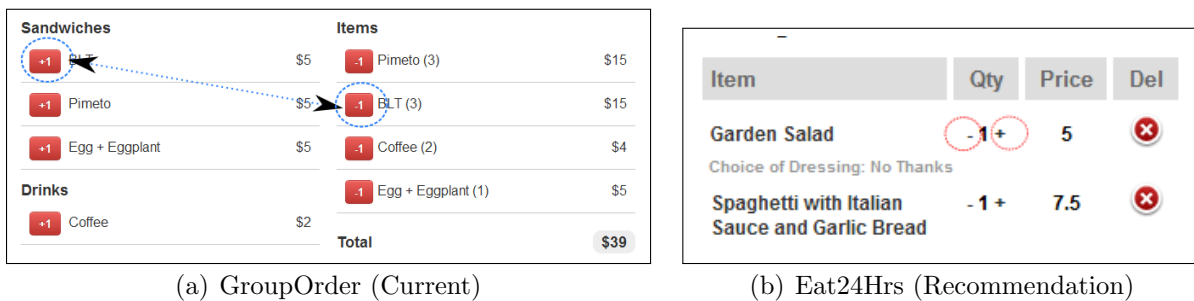 Sandwiches
+1 BLT $5
+1 Pimeto $5
+1 Egg + Eggplant $5
Drinks
+1 Coffee $2
Items
-1 Pimeto (3) $15
-1 BLT (3) $15
-1 Coffee (2) $4
-1 Egg + Eggplant (1) $5
Total $39
(a) GroupOrder (Current)
Item Qty Price Del
Garden Salad - 1 + 5
Choice of Dressing: No Thanks
Spaghetti with Italian - 1 + 7.5
Sauce and Garlic Bread
(b) Eat24Hrs (Recommendation)